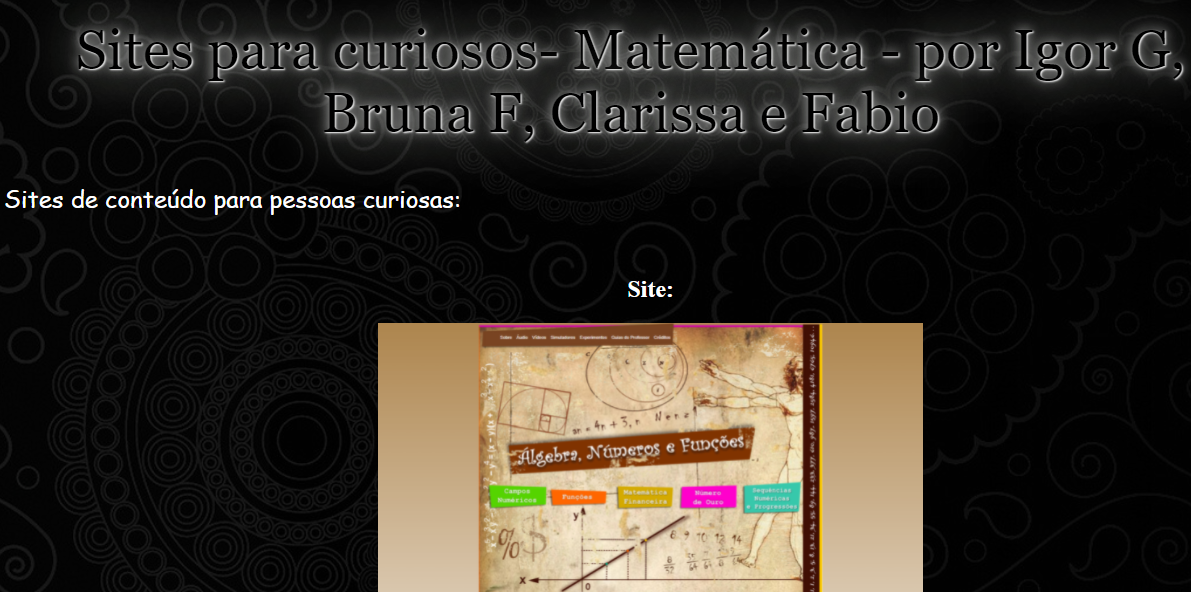 Sites para curiosos- Matemática - por Igor G,
Bruna F, Clarissa e Fabio
Sites de conteúdo para pessoas curiosas:
Site:
Álgebra, Números e Funções
Campos
Numéricos
Funções
Matemática
Financeira
Número
de Ouro
Sequências
Numéricas
e Progressões
y
%$
x
0